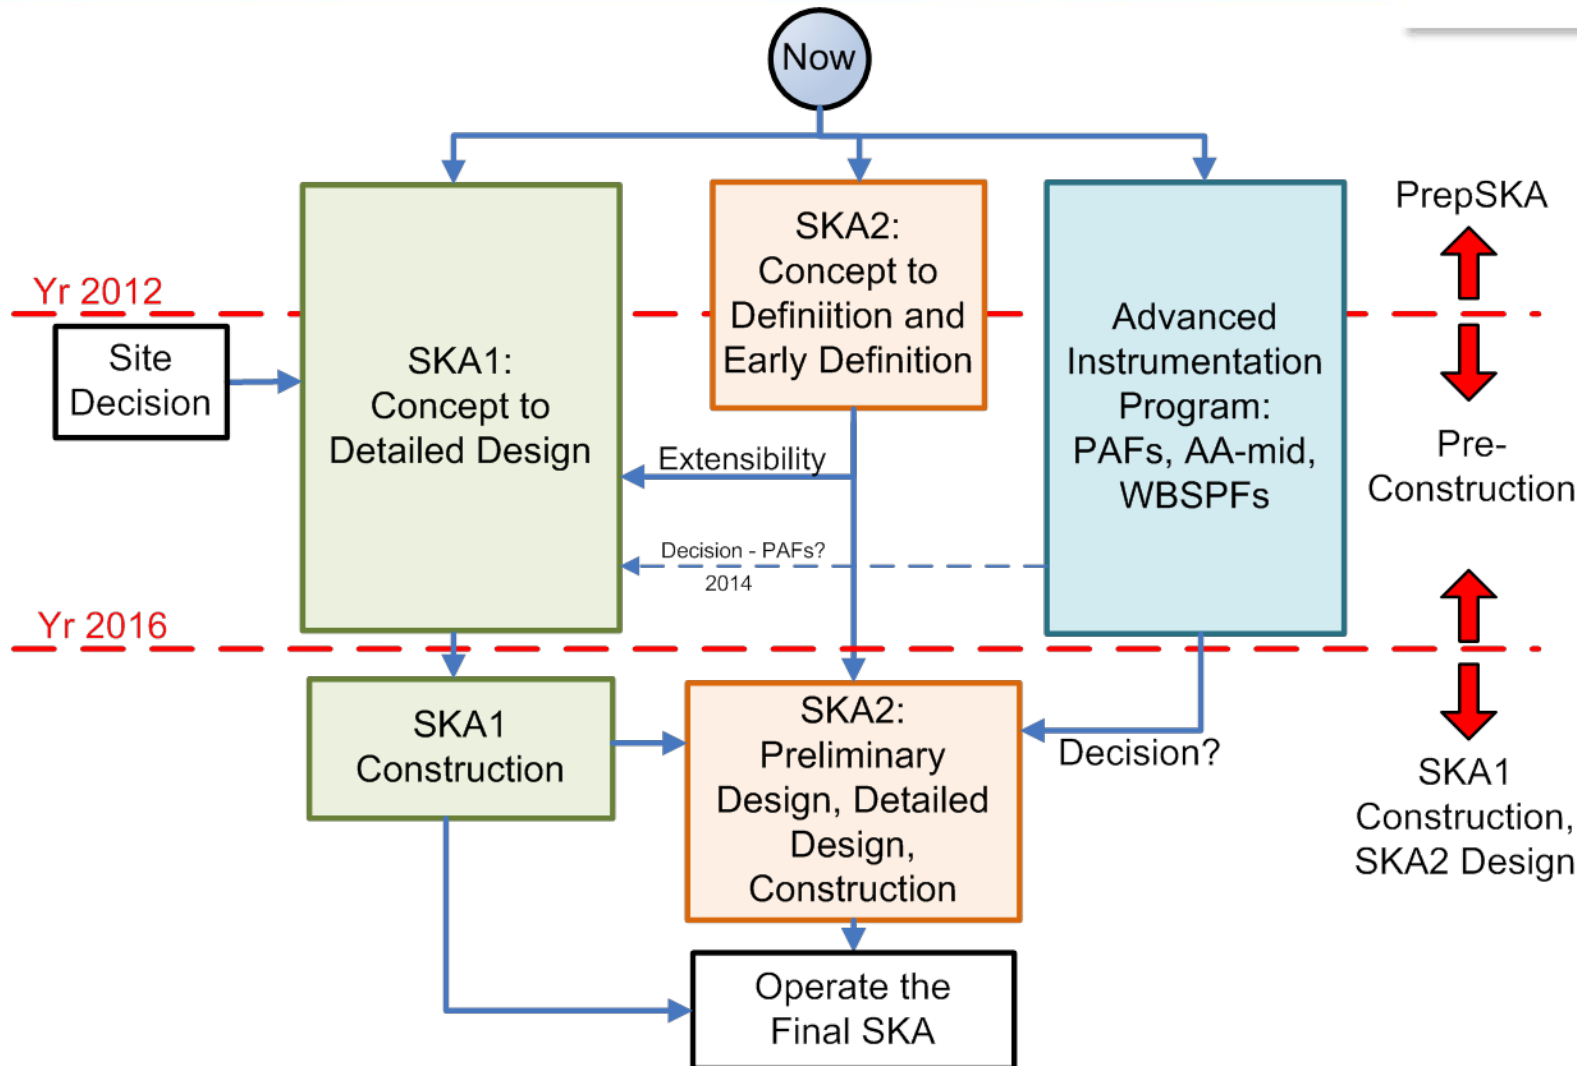 Now
PrepSKA
Yr 2012
Site
Decision
SKA1:
Concept to
Detailed Design
SKA2:
Concept to
Definiition and
Early Definition
Advanced
Instrumentation
Program:
PAFs, AA-mid,
WBSPFs
Pre-
Construction
Extensibility
Decision - PAFs?
2014
Yr 2016
SKA1
Construction
SKA2:
Preliminary
Design, Detailed
Design,
Construction
Decision?
SKA1
Construction,
SKA2 Design
Operate the
Final SKA